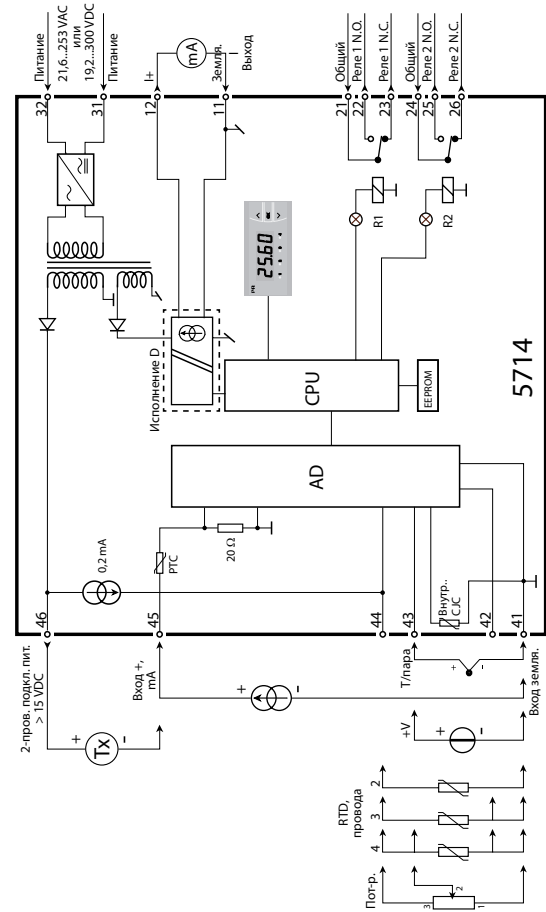 2-пров. подкл. пит.
> 15 VDC
+
Tx
-
46
0,2 mA
Питание
21,6...253 VAC
или
19,2...300 VDC
Питание
32
31
Вход +,
mA
45
PTC
20 Ω
+
-
Исполнение D
I+
mA
Земля.
-
Выход
12
11
PR
25.60
44
43
42
41
Т/пара
+
-
Внутр..
CJC
Вход земля.
AD
CPU
EEPROM
+V
+
-
RTD,
провода
2
3
4
Пот-р.
3
2
1
R1
R2
Общий
Реле 1 N.O.
Реле 1 N.C.
Общий
Реле 2 N.O.
Реле 2 N.C.
21
22
23
24
25
26
5714